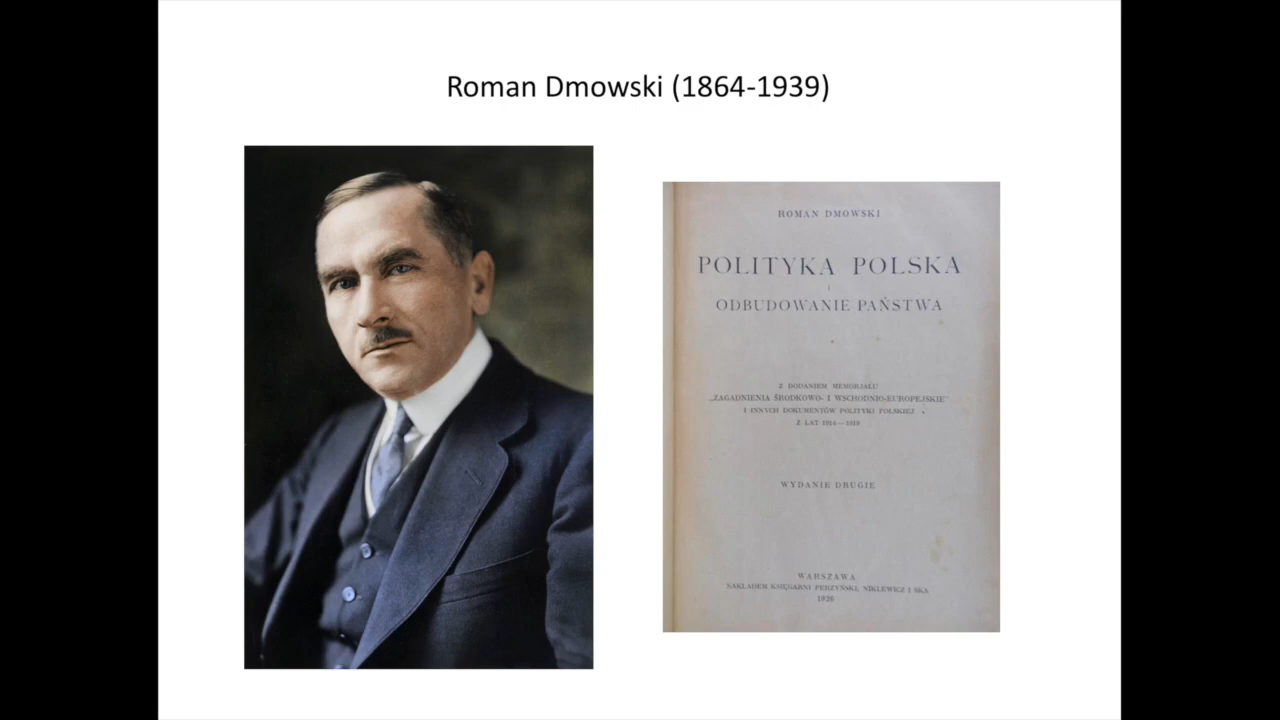 Roman Dmowski (1864-1939)
ROMAN DMOWSKI
POLITYKA POLSKA
i
ODBUDOWANIE PAŃSTWA
Z DODANIEM MEMORJAŁU
„ZAGADNIENIA ŚRODKOWO- I WSCHODNIO-EUROPEJSKIE”
I INNYCH DOKUMENTÓW POLITYKI POLSKIEJ
Z LAT 1914—1919
WYDANIE DRUGIE
WARSZAWA
NAKŁADEM KSIĘGARNI PERZYŃSKI, NIKLEWICZ I SKA
1926